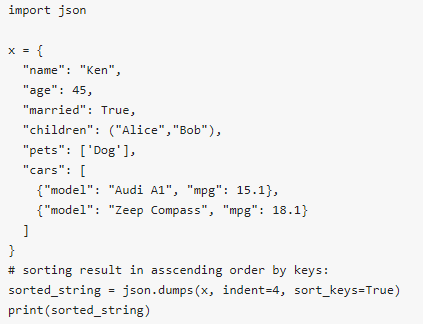 import json
x = {
  "name": "Ken",
  "age": 45,
  "married": True,
  "children": ("Alice","Bob"),
  "pets": ['Dog'],
  "cars": [
    {"model": "Audi A1", "mpg": 15.1},
    {"model": "Zeep Compass", "mpg": 18.1}
  ]
}
# sorting result in asscending order by keys:
sorted_string = json.dumps(x, indent=4, sort_keys=True)
print(sorted_string)